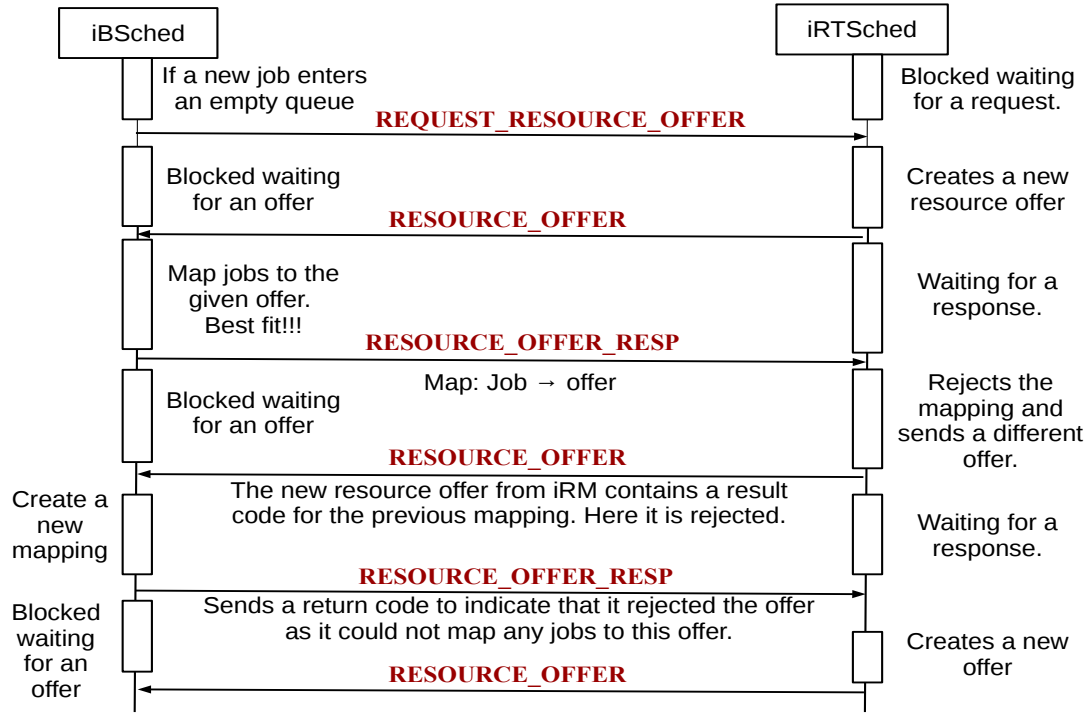 iBSched
iRTSched
If a new job enters
an empty queue
Blocked waiting
for a request.
REQUEST_RESOURCE_OFFER
Blocked waiting
for an offer
Creates a new
resource offer
RESOURCE_OFFER
Map jobs to the
given offer.
Best fit!!!
Waiting for a
response.
RESOURCE_OFFER_RESP
Map: Job → offer
Blocked waiting
for an offer
Rejects the
mapping and
sends a different
offer.
RESOURCE_OFFER
The new resource offer from iRM contains a result
code for the previous mapping. Here it is rejected.
Create a
new
mapping
Waiting for a
response.
RESOURCE_OFFER_RESP
Sends a return code to indicate that it rejected the offer
as it could not map any jobs to this offer.
Blocked
waiting
for an
offer
Creates a new
offer
RESOURCE_OFFER